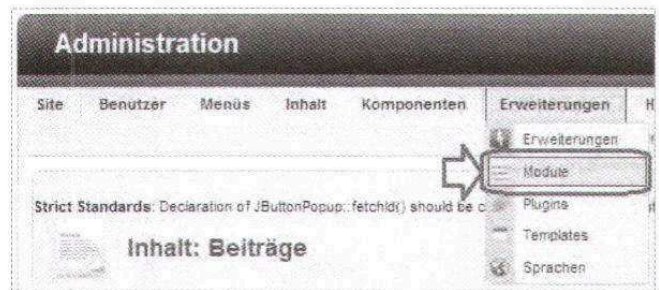 Administration
Site Benutzer Menüs Inhalt Komponenten Erweiterungen H
Erweiterungen
Module
Strict Standards: Declaration of JButtonPopup::fetchId() should be c
Plugins
Templates
Inhalt: Beiträge
Sprachen